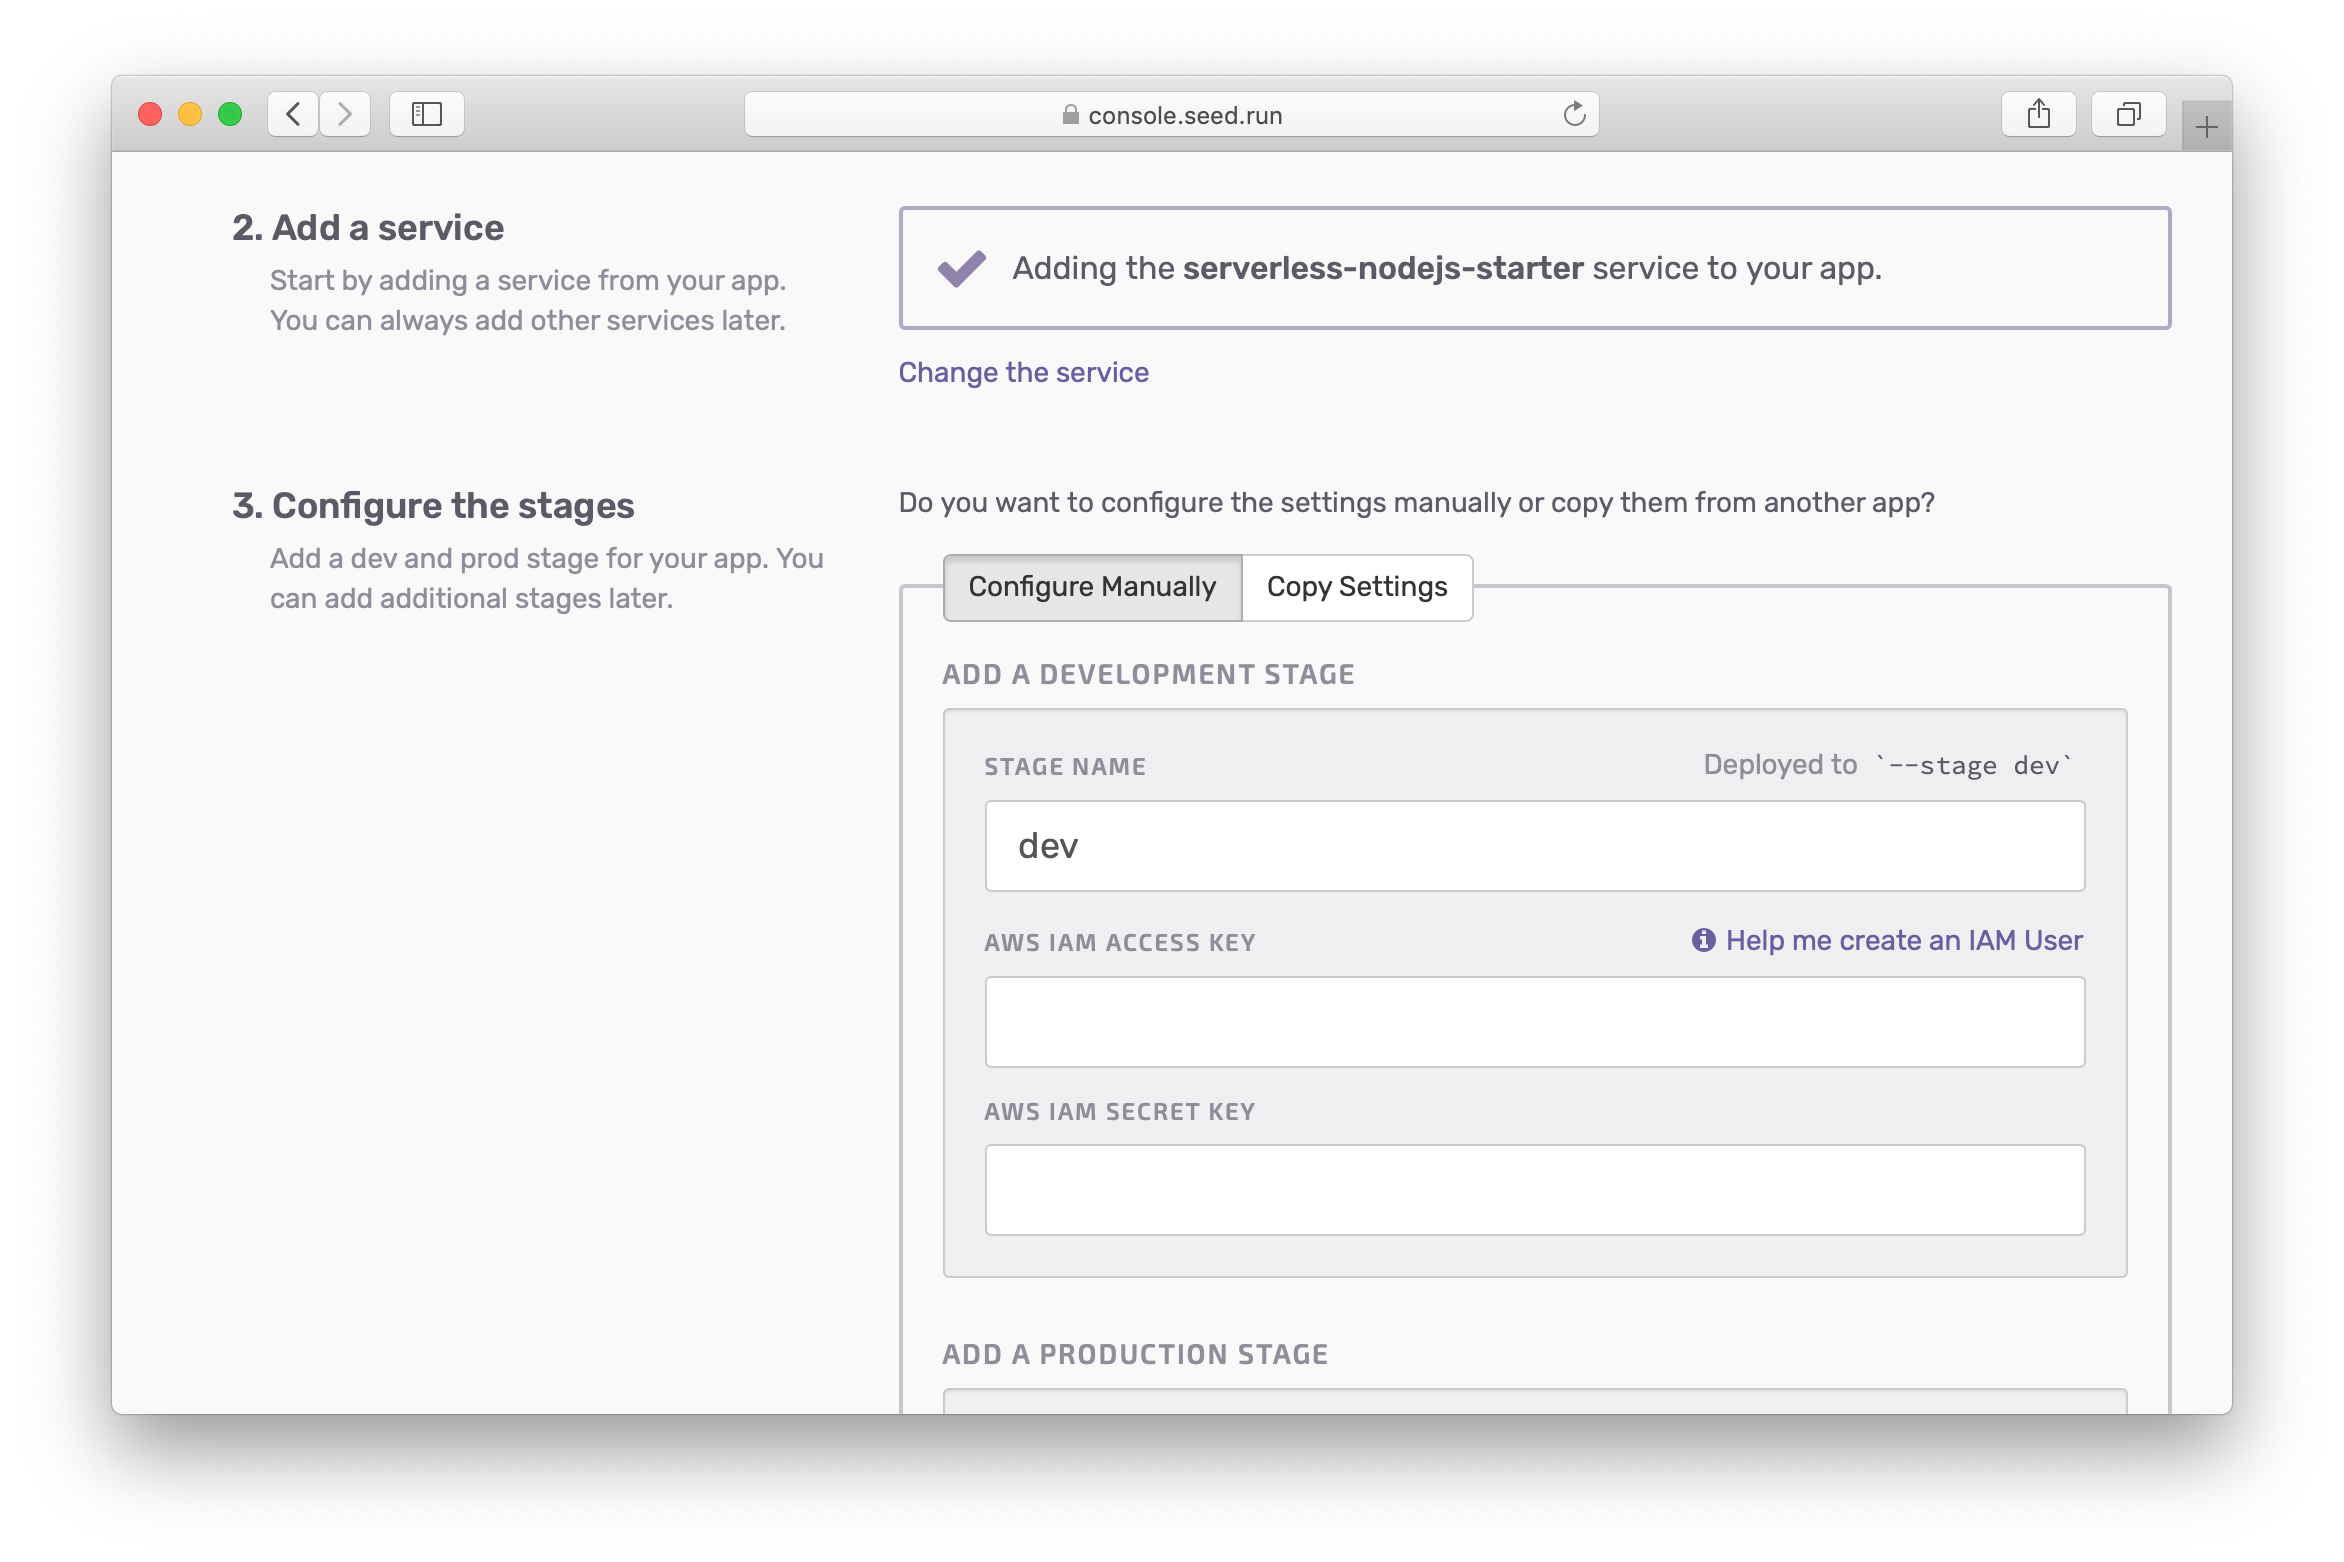 console.seed.run
2. Add a service
Start by adding a service from your app.
You can always add other services later.
Adding the serverless-nodejs-starter service to your app.
Change the service
3. Configure the stages
Add a dev and prod stage for your app. You
can add additional stages later.
Do you want to configure the settings manually or copy them from another app?
Configure Manually
Copy Settings
ADD A DEVELOPMENT STAGE
STAGE NAME
Deployed to `--stage dev`
dev
AWS IAM ACCESS KEY
Help me create an IAM User
AWS IAM SECRET KEY
ADD A PRODUCTION STAGE